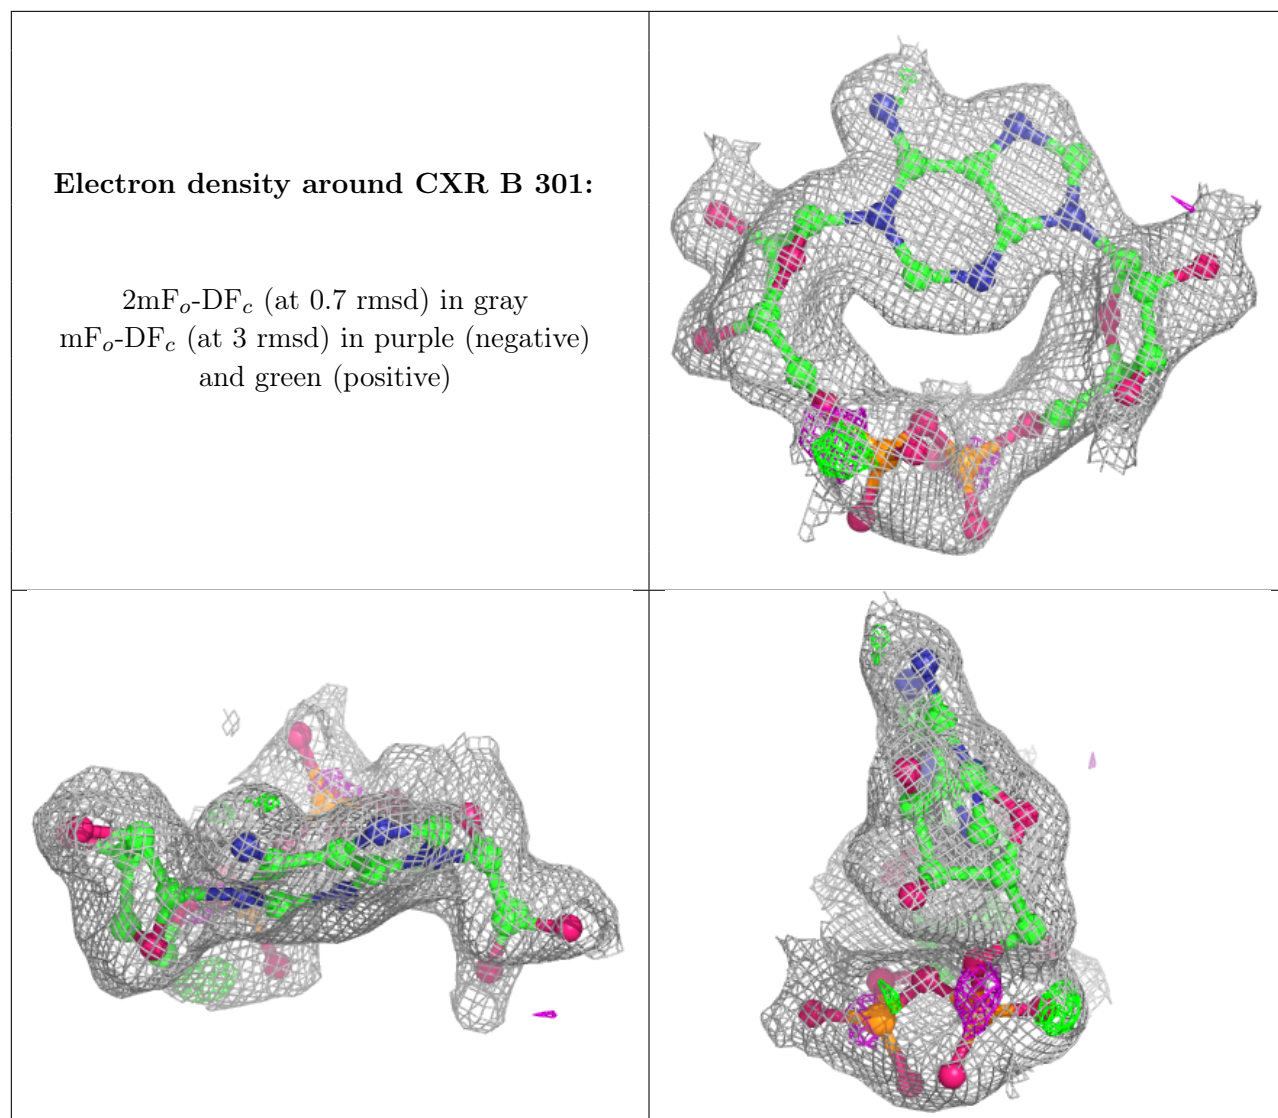 Electron density around CXR B 301:
2mFo-DFc (at 0.7 rmsd) in gray
mFo-DFc (at 3 rmsd) in purple (negative)
and green (positive)